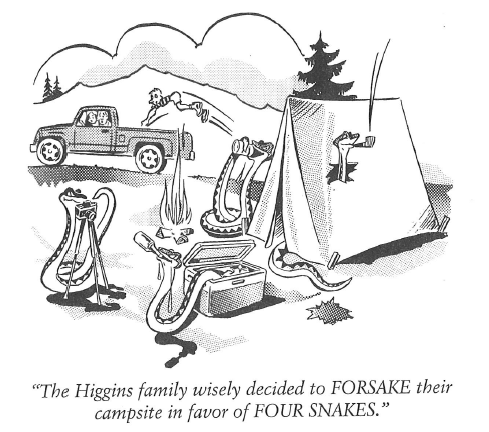 “The Higgins family wisely decided to FORSAKE their
campsite in favor of FOUR SNAKES.”